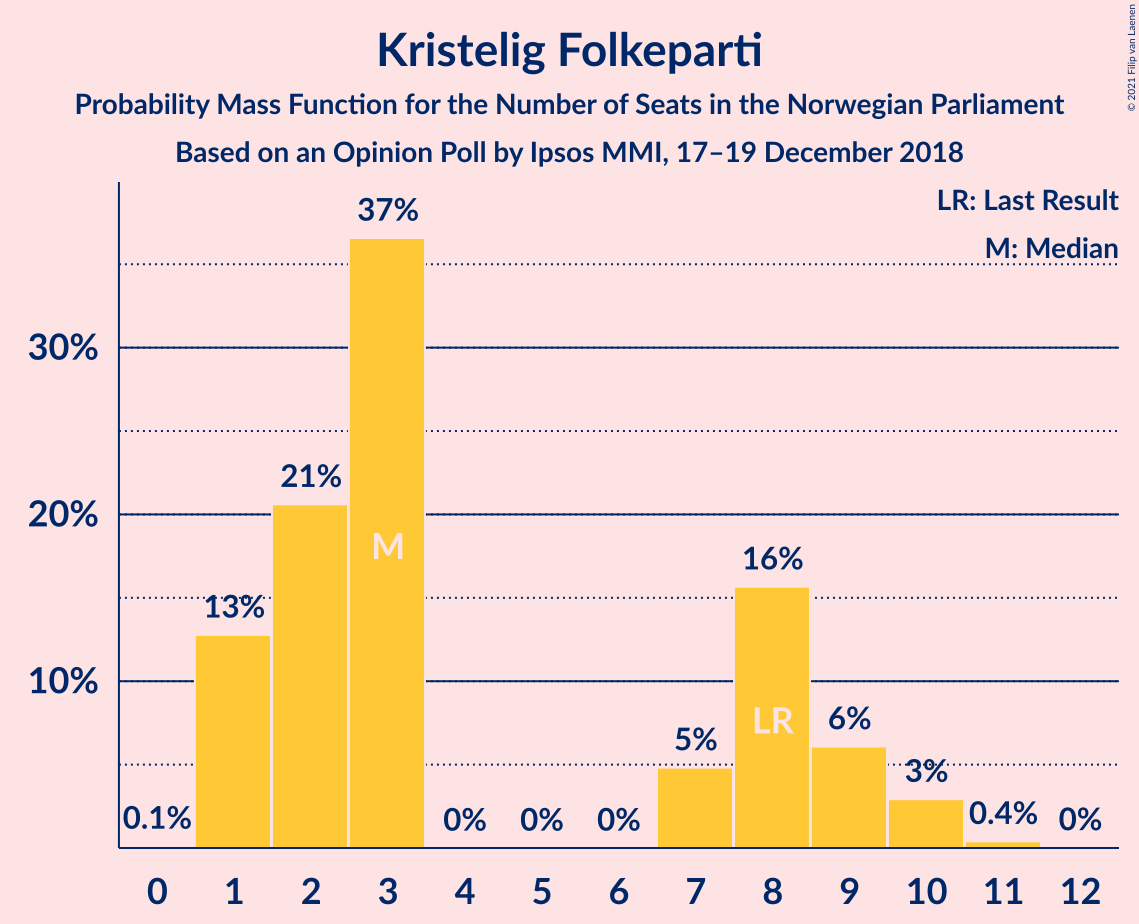 Kristelig Folkeparti
Probability Mass Function for the Number of Seats in the Norwegian Parliament
Based on an Opinion Poll by Ipsos MMI, 17–19 December 2018
© 2021 Filip van Laenen
LR: Last Result
M: Median
37%
30%
21%
20%
M
16%
13%
10%
LR
6%
5%
3%
0.1%
0%
0%
0%
0.4%
0%
0 1 2 3 4 5 6 7 8 9 10 11 12